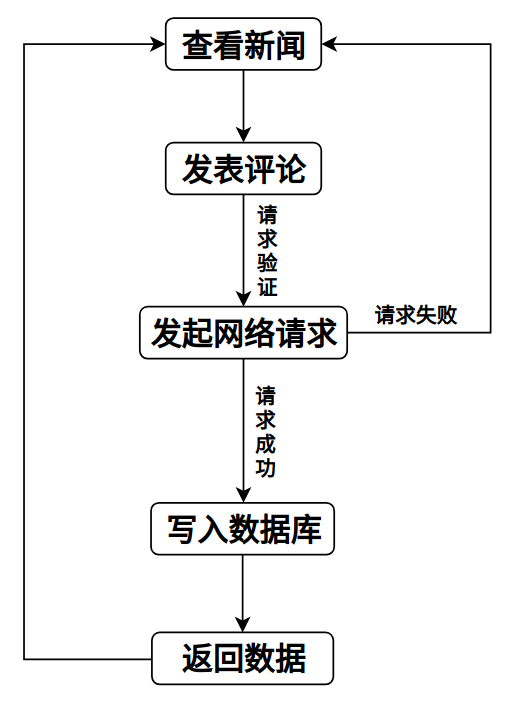 查看新闻
发表评论
请求验证
发起网络请求
请求失败
请求成功
写入数据库
返回数据